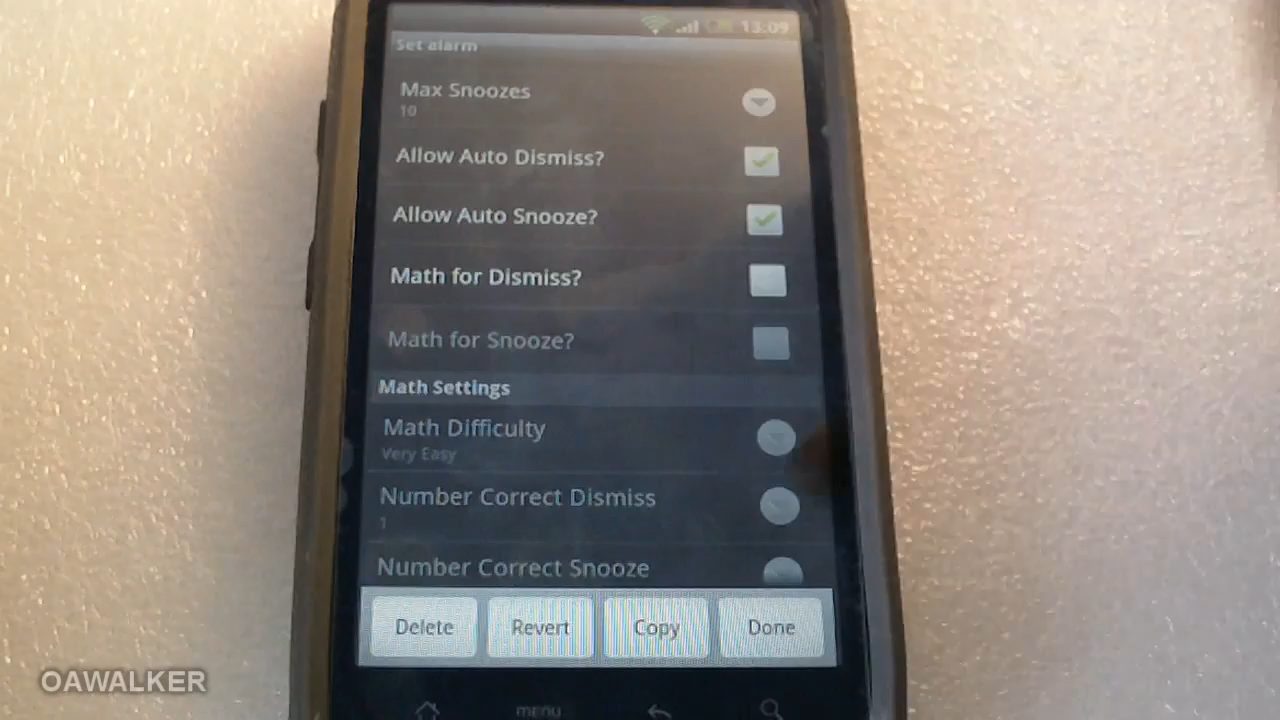 13:09
Set alarm
Max Snoozes
10
Allow Auto Dismiss?
Allow Auto Snooze?
Math for Dismiss?
Math for Snooze?
Math Settings
Math Difficulty
Very Easy
Number Correct Dismiss
1
Number Correct Snooze
Delete Revert Copy Done
OAWALKER
menu